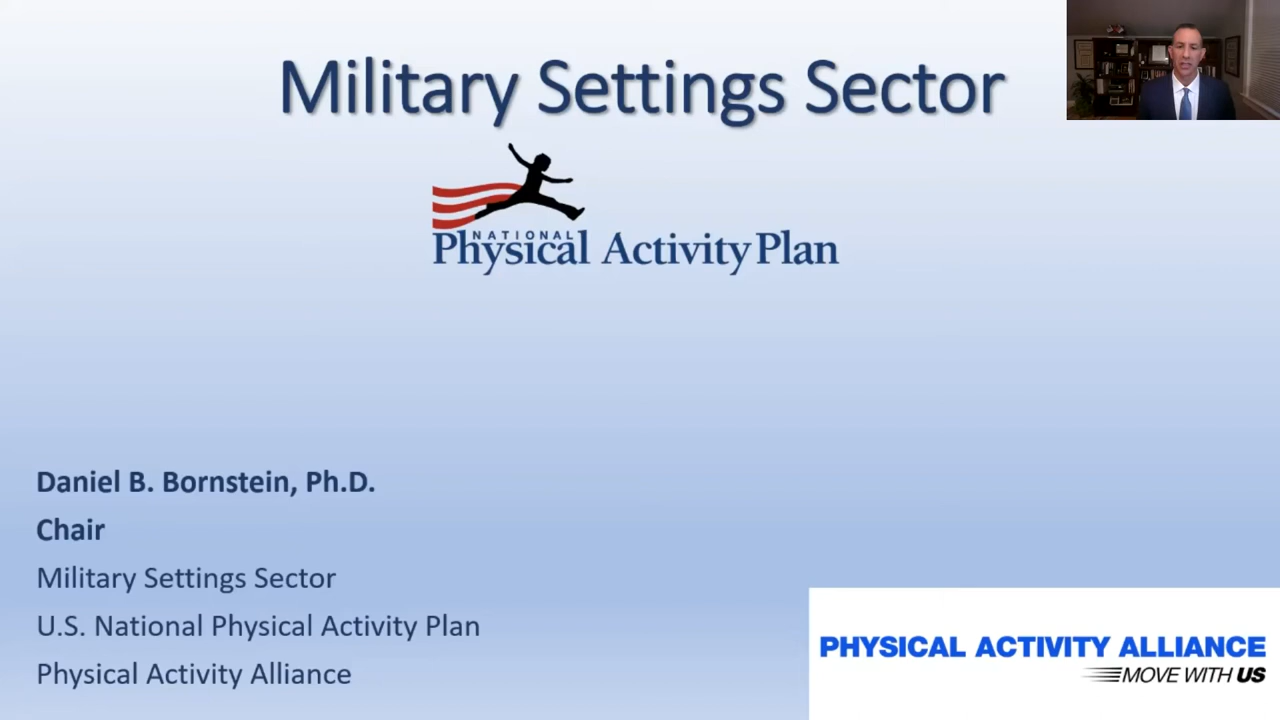 Military Settings Sector
NATIONAL
Physical Activity Plan
Daniel B. Bornstein, Ph.D.
Chair
Military Settings Sector
U.S. National Physical Activity Plan
Physical Activity Alliance
PHYSICAL ACTIVITY ALLIANCE
MOVE WITH US